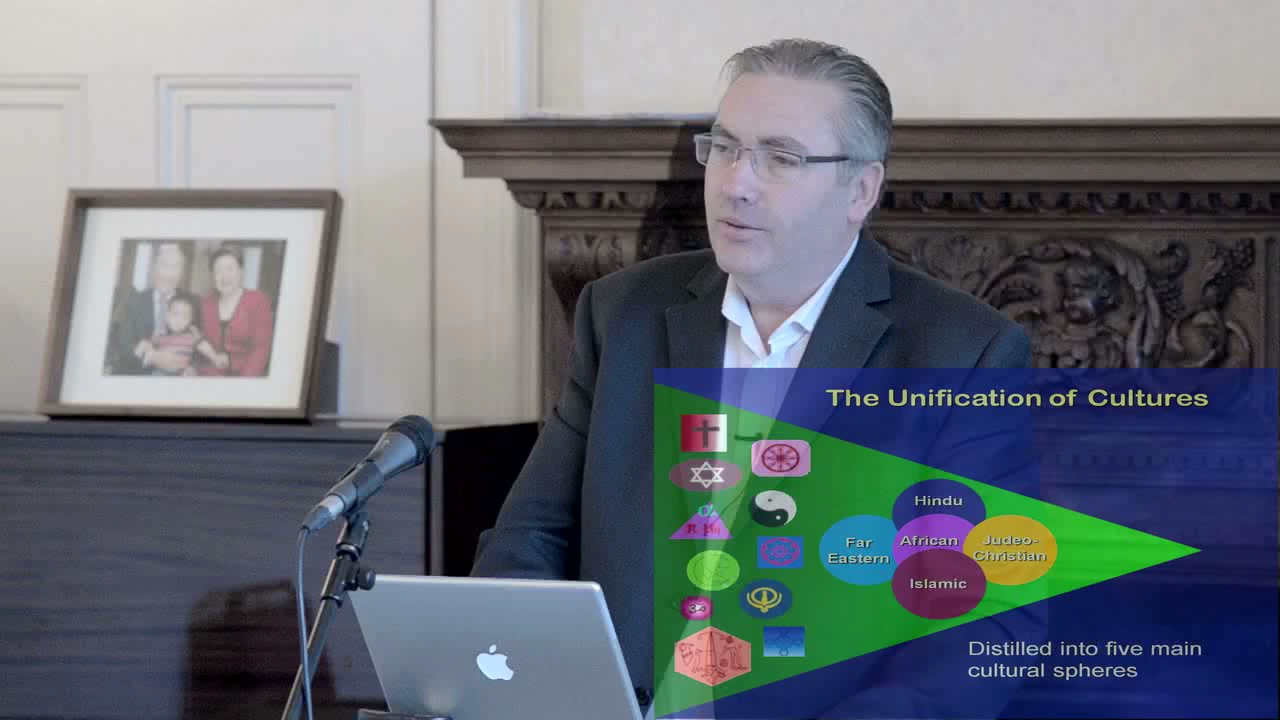 The Unification of Cultures
Hindu
Far
Eastern
African
Judeo-
Christian
Islamic
Distilled into five main
cultural spheres